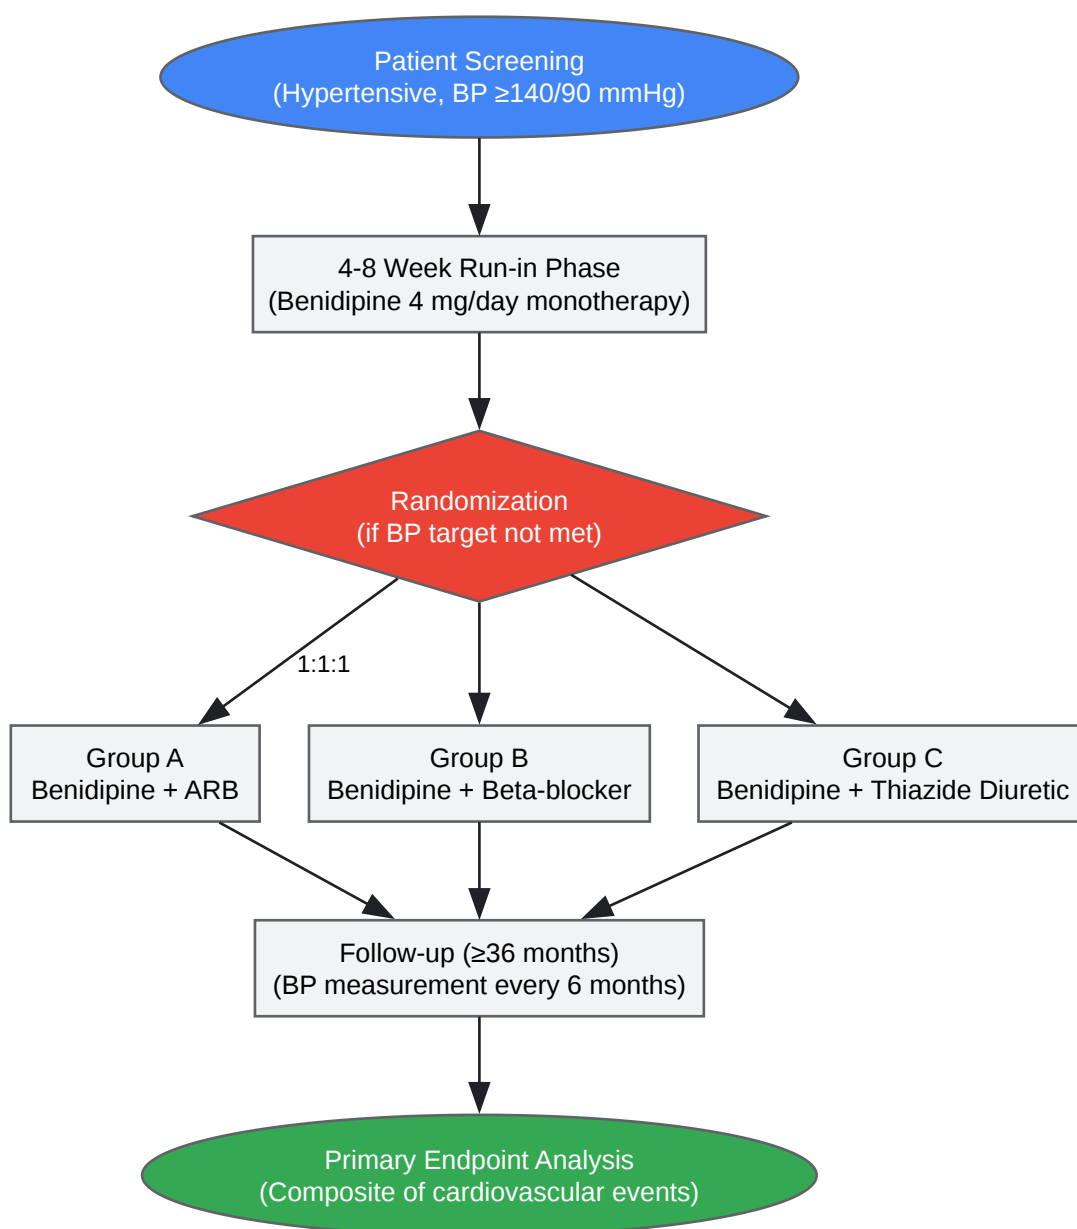 Patient Screening
(Hypertensive, BP ≥140/90 mmHg)
4-8 Week Run-in Phase
(Benidipine 4 mg/day monotherapy)
Randomization
(if BP target not met)
1:1:1
Group A
Benidipine + ARB
Group B
Benidipine + Beta-blocker
Group C
Benidipine + Thiazide Diuretic
Follow-up (≥36 months)
(BP measurement every 6 months)
Primary Endpoint Analysis
(Composite of cardiovascular events)